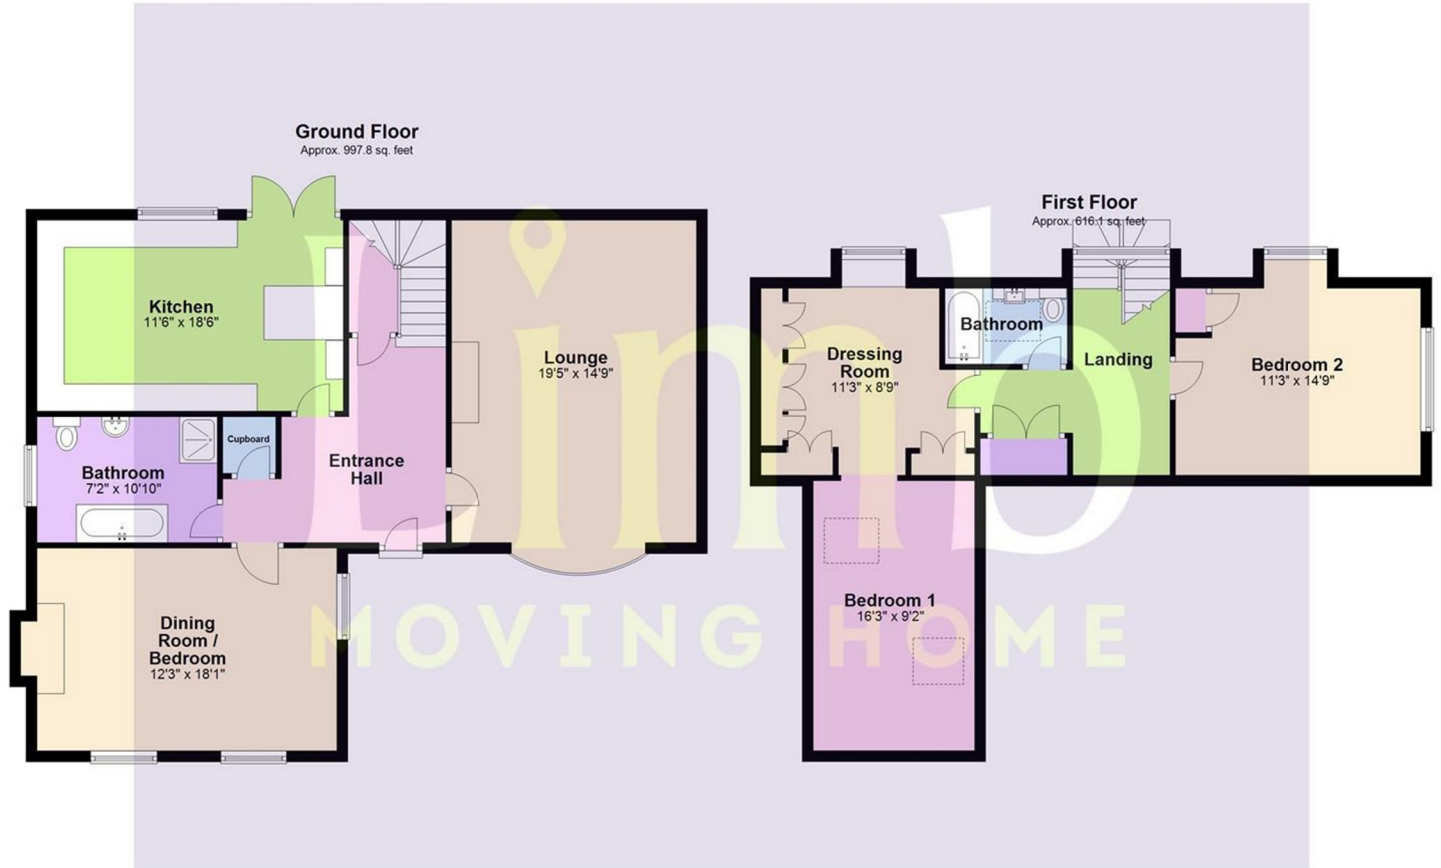 Ground Floor
Approx. 997.8 sq. feet
Kitchen
11'6" x 18'6"
Lounge
19'5" x 14'9"
Cupboard
Bathroom
7'2" x 10'10"
Entrance
Hall
Dining
Room /
Bedroom
12'3" x 18'1"
First Floor
Approx. 616.1 sq. feet
Bathroom
Dressing
Room
11'3" x 8'9"
Landing
Bedroom 2
11'3" x 14'9"
Bedroom 1
16'3" x 9'2"
Limb
MOVING HOME